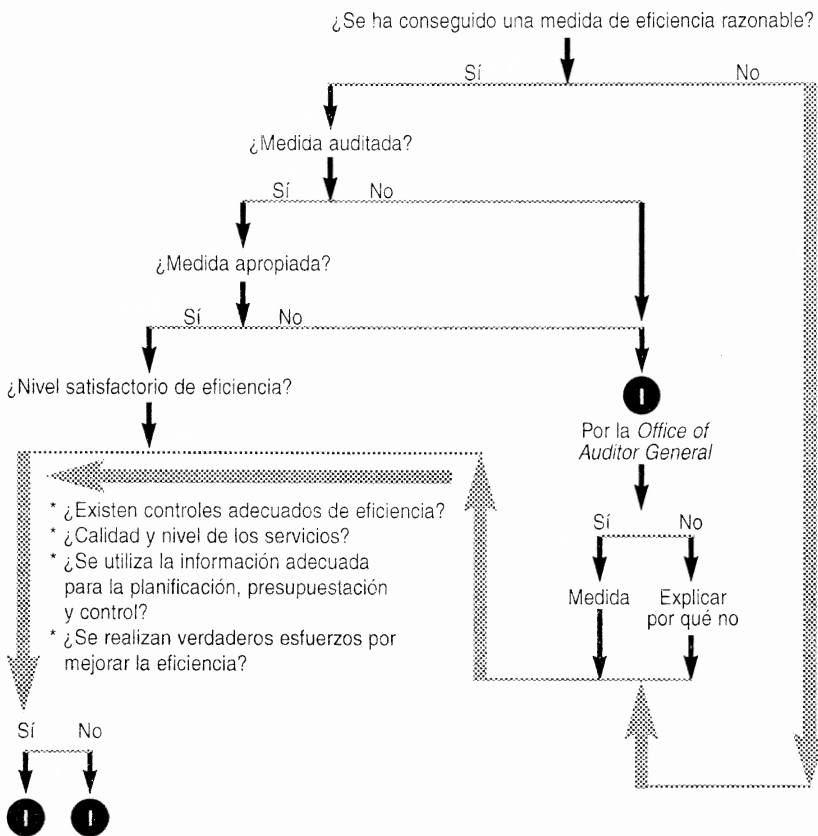 ¿Se ha conseguido una medida de eficiencia razonable?
Sí No
¿Medida auditada?
Sí No
¿Medida apropiada?
Sí No
¿Nivel satisfactorio de eficiencia?
I
Por la Office of
Auditor General
Sí No
Medida Explicar
por qué no
* ¿Existen controles adecuados de eficiencia?
* ¿Calidad y nivel de los servicios?
* ¿Se utiliza la información adecuada
para la planificación, presupuestación
y control?
* ¿Se realizan verdaderos esfuerzos por
mejorar la eficiencia?
Sí No
I I